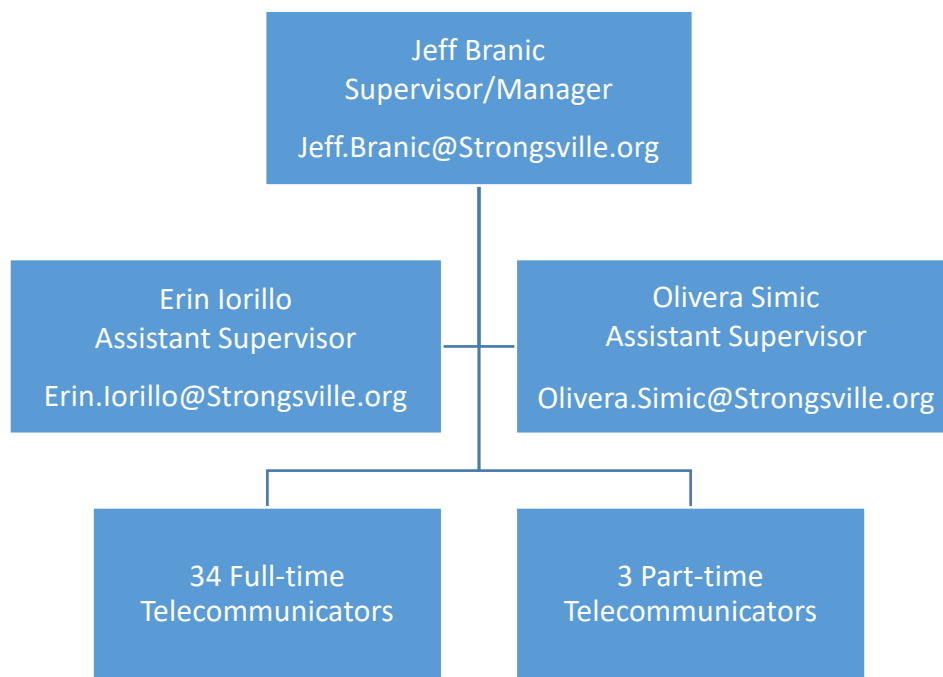 Jeff Branic
Supervisor/Manager
Jeff.Branic@Strongsville.org
Erin Iorillo
Assistant Supervisor
Erin.Iorillo@Strongsville.org
Olivera Simic
Assistant Supervisor
Olivera.Simic@Strongsville.org
34 Full-time
Telecommunicators
3 Part-time
Telecommunicators